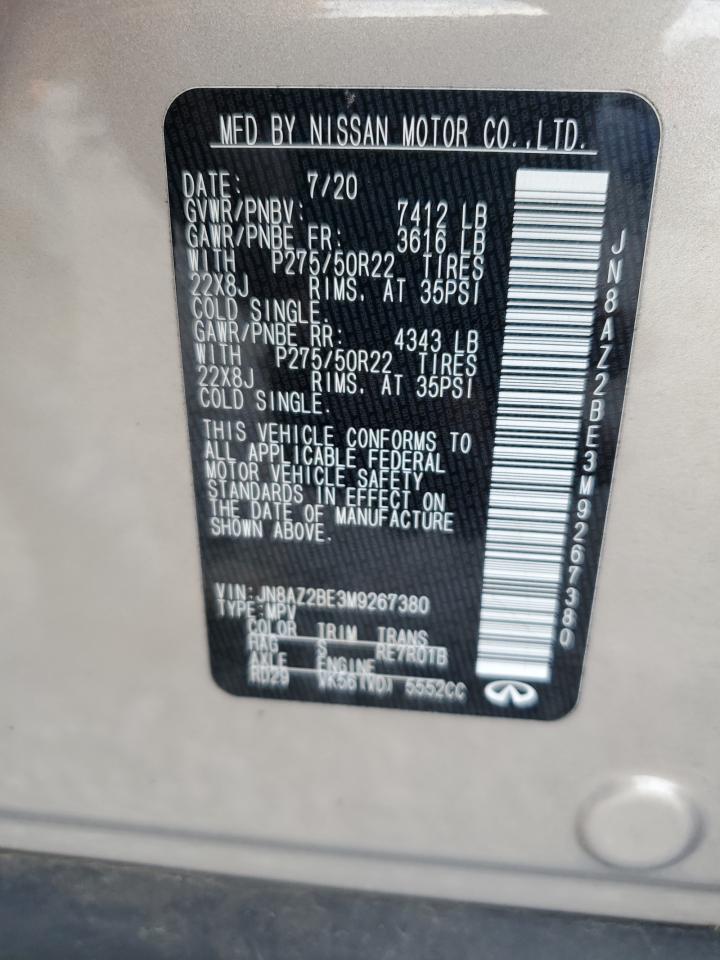 MFD BY NISSAN MOTOR CO.,LTD.
DATE: 7/20
GVWR/PNBV: 7412 LB
GAWR/PNBE FR: 3616 LB
WITH P275/50R22 TIRES
22X8J RIMS. AT 35PSI
COLD SINGLE.
GAWR/PNBE RR: 4343 LB
WITH P275/50R22 TIRES
22X8J RIMS. AT 35PSI
COLD SINGLE.
THIS VEHICLE CONFORMS TO
ALL APPLICABLE FEDERAL
MOTOR VEHICLE SAFETY
STANDARDS IN EFFECT ON
THE DATE OF MANUFACTURE
SHOWN ABOVE.
VIN:JN8AZ2BE3M9267380
TYPE:MPV
COLOR TRIM TRANS
S RE7R01B
AXLE ENGINE
RD29 VK56(VD) 5552CC
JN8AZ2BE3M9267380